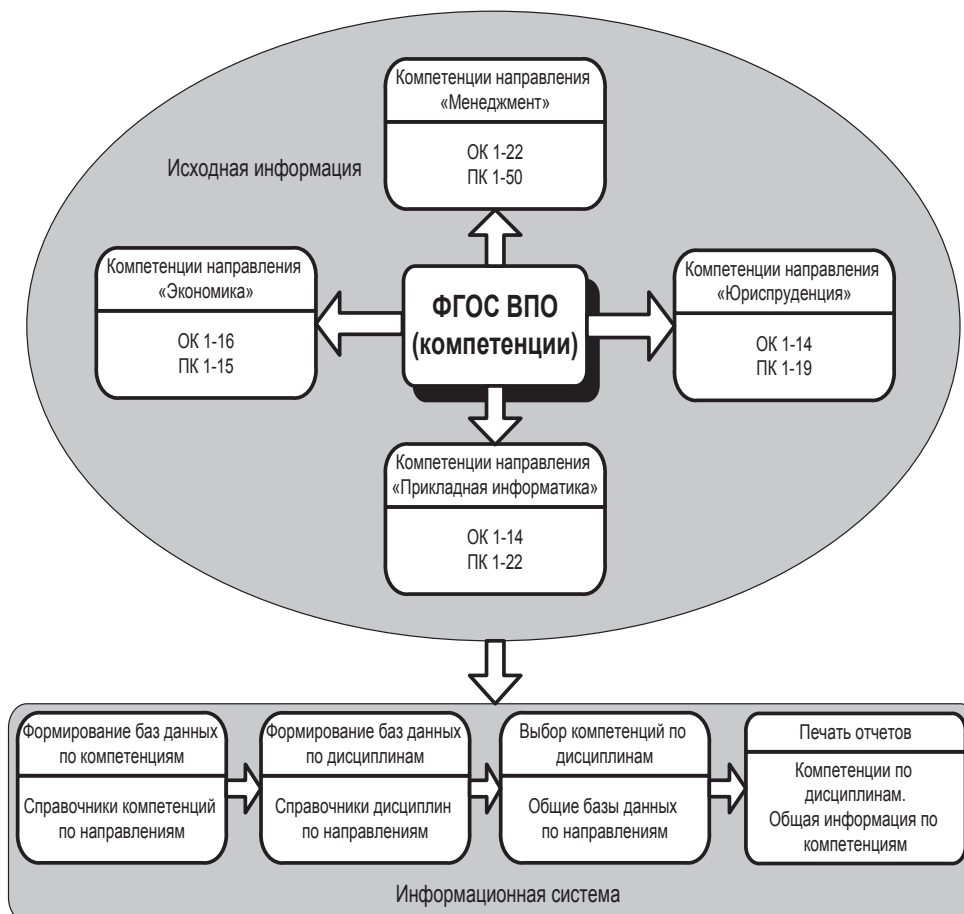 Компетенции направления
«Менеджмент»
ОК 1-22
ПК 1-50
Исходная информация
Компетенции направления
«Экономика»
ОК 1-16
ПК 1-15
ФГОС ВПО
(компетенции)
Компетенции направления
«Юриспруденция»
ОК 1-14
ПК 1-19
Компетенции направления
«Прикладная информатика»
ОК 1-14
ПК 1-22
Формирование баз данных
по компетенциям
Справочники компетенций
по направлениям
Формирование баз данных
по дисциплинам
Справочники дисциплин
по направлениям
Выбор компетенций по
дисциплинам
Общие базы данных
по направлениям
Печать отчетов
Компетенции по
дисциплинам.
Общая информация по
компетенциям
Информационная система